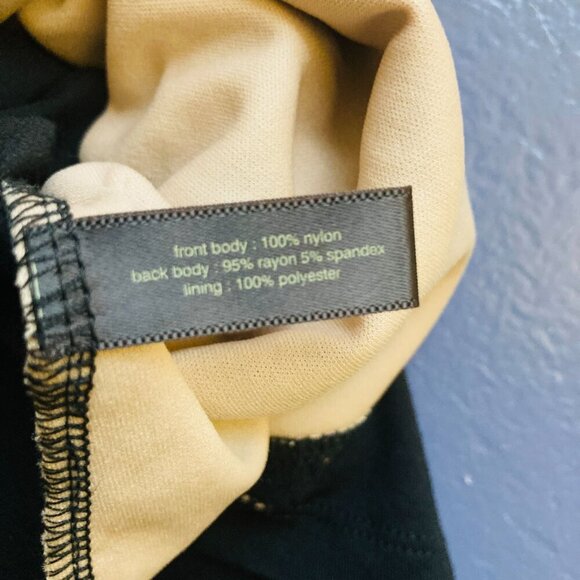 front body : 100% nylon
back body : 95% rayon 5% spandex
lining : 100% polyester